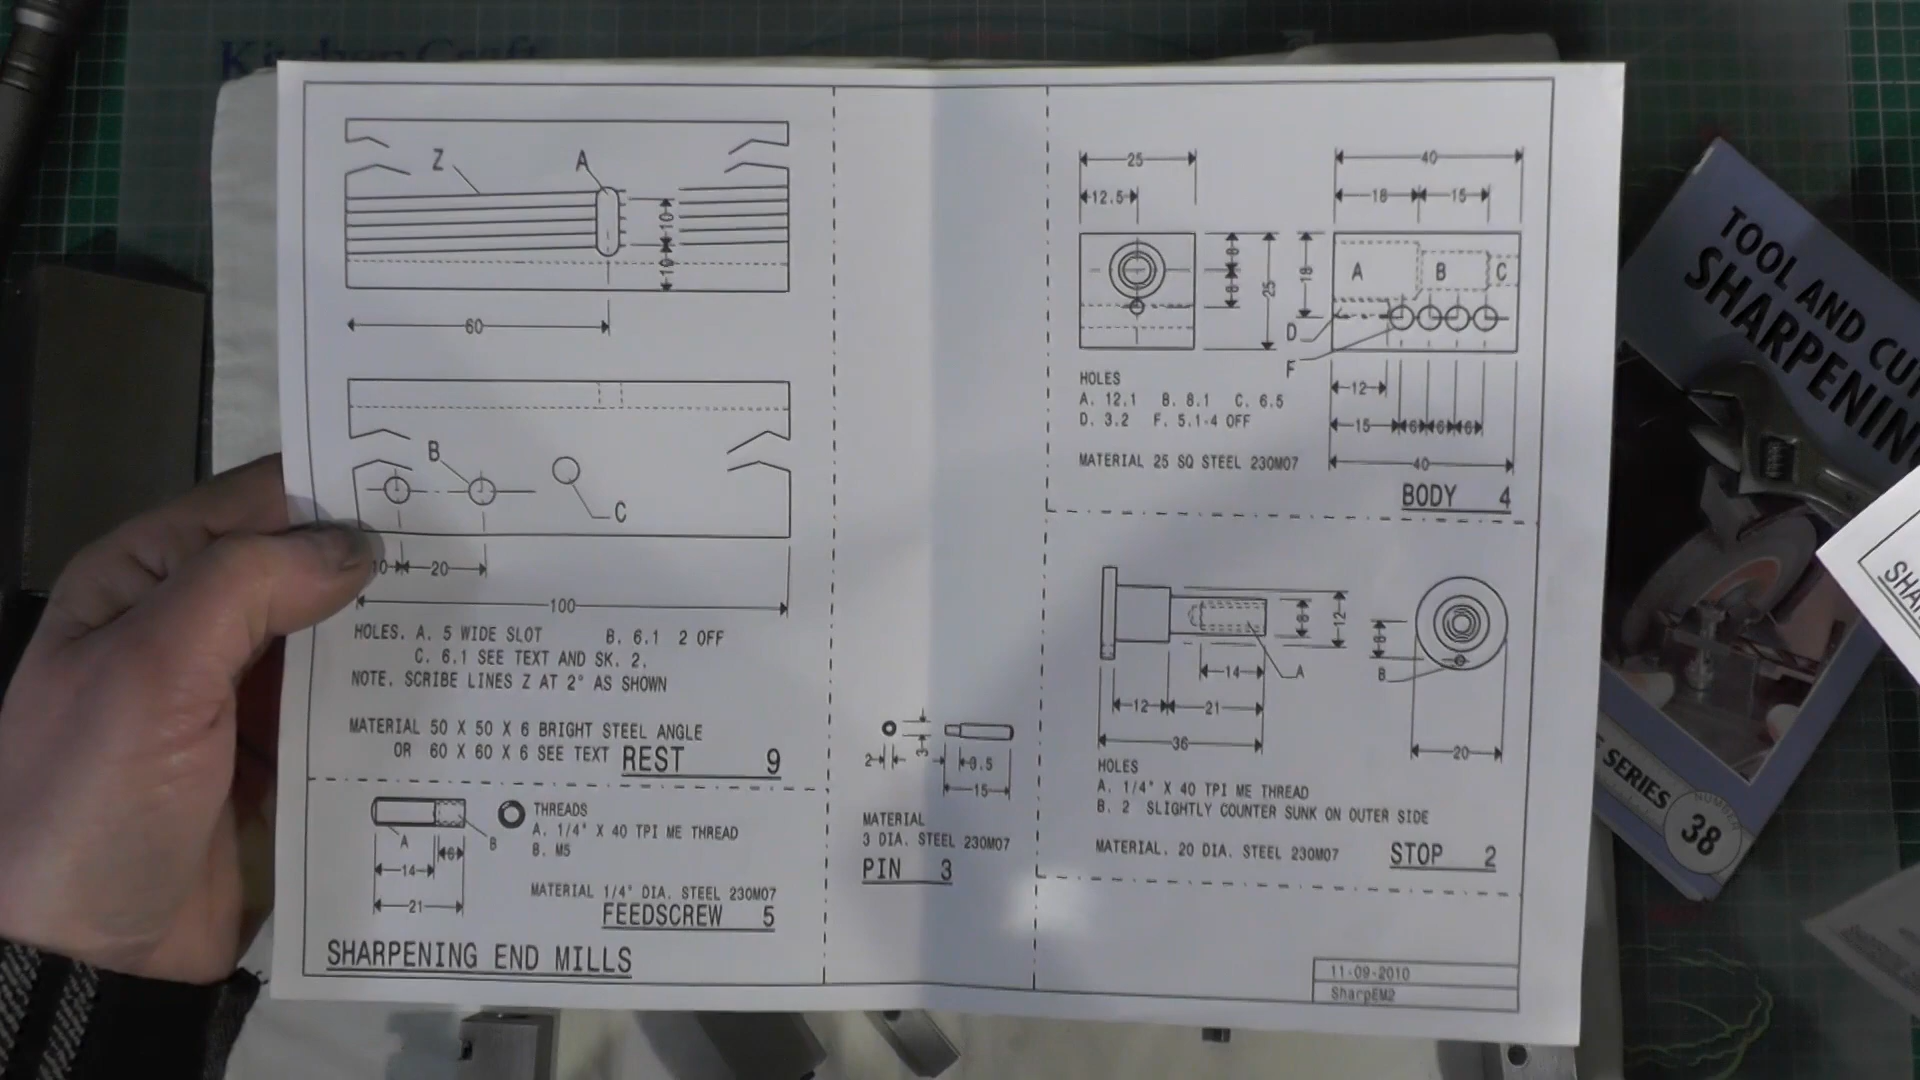 Z
A
10
10
60
B
C
20
100
HOLES. A. 5 WIDE SLOT B. 6.1 2 OFF
C. 6.1 SEE TEXT AND SK. 2.
NOTE. SCRIBE LINES Z AT 2° AS SHOWN
MATERIAL 50 X 50 X 6 BRIGHT STEEL ANGLE
OR 60 X 60 X 6 SEE TEXT
REST 9
A
B
6
14
21
THREADS
A. 1/4" X 40 TPI ME THREAD
B. M5
MATERIAL 1/4" DIA. STEEL 230M07
FEEDSCREW 5
SHARPENING END MILLS
2
3
15
MATERIAL
3 DIA. STEEL 230M07
PIN 3
25
12.5
8
8
25
40
18
15
18
A
B
C
D
F
12
15
6
6
6
40
HOLES
A. 12.1 B. 8.1 C. 6.5
D. 3.2 F. 5.1-4 OFF
MATERIAL 25 SQ STEEL 230M07
BODY 4
8
12
14
A
12
21
36
8
B
20
HOLES
A. 1/4" X 40 TPI ME THREAD
B. 2 SLIGHTLY COUNTER SUNK ON OUTER SIDE
MATERIAL. 20 DIA. STEEL 230M07
STOP 2
11-09-2010
SharpEM2
TOOL AND
SHARPENING
SERIES
NUMBER
38